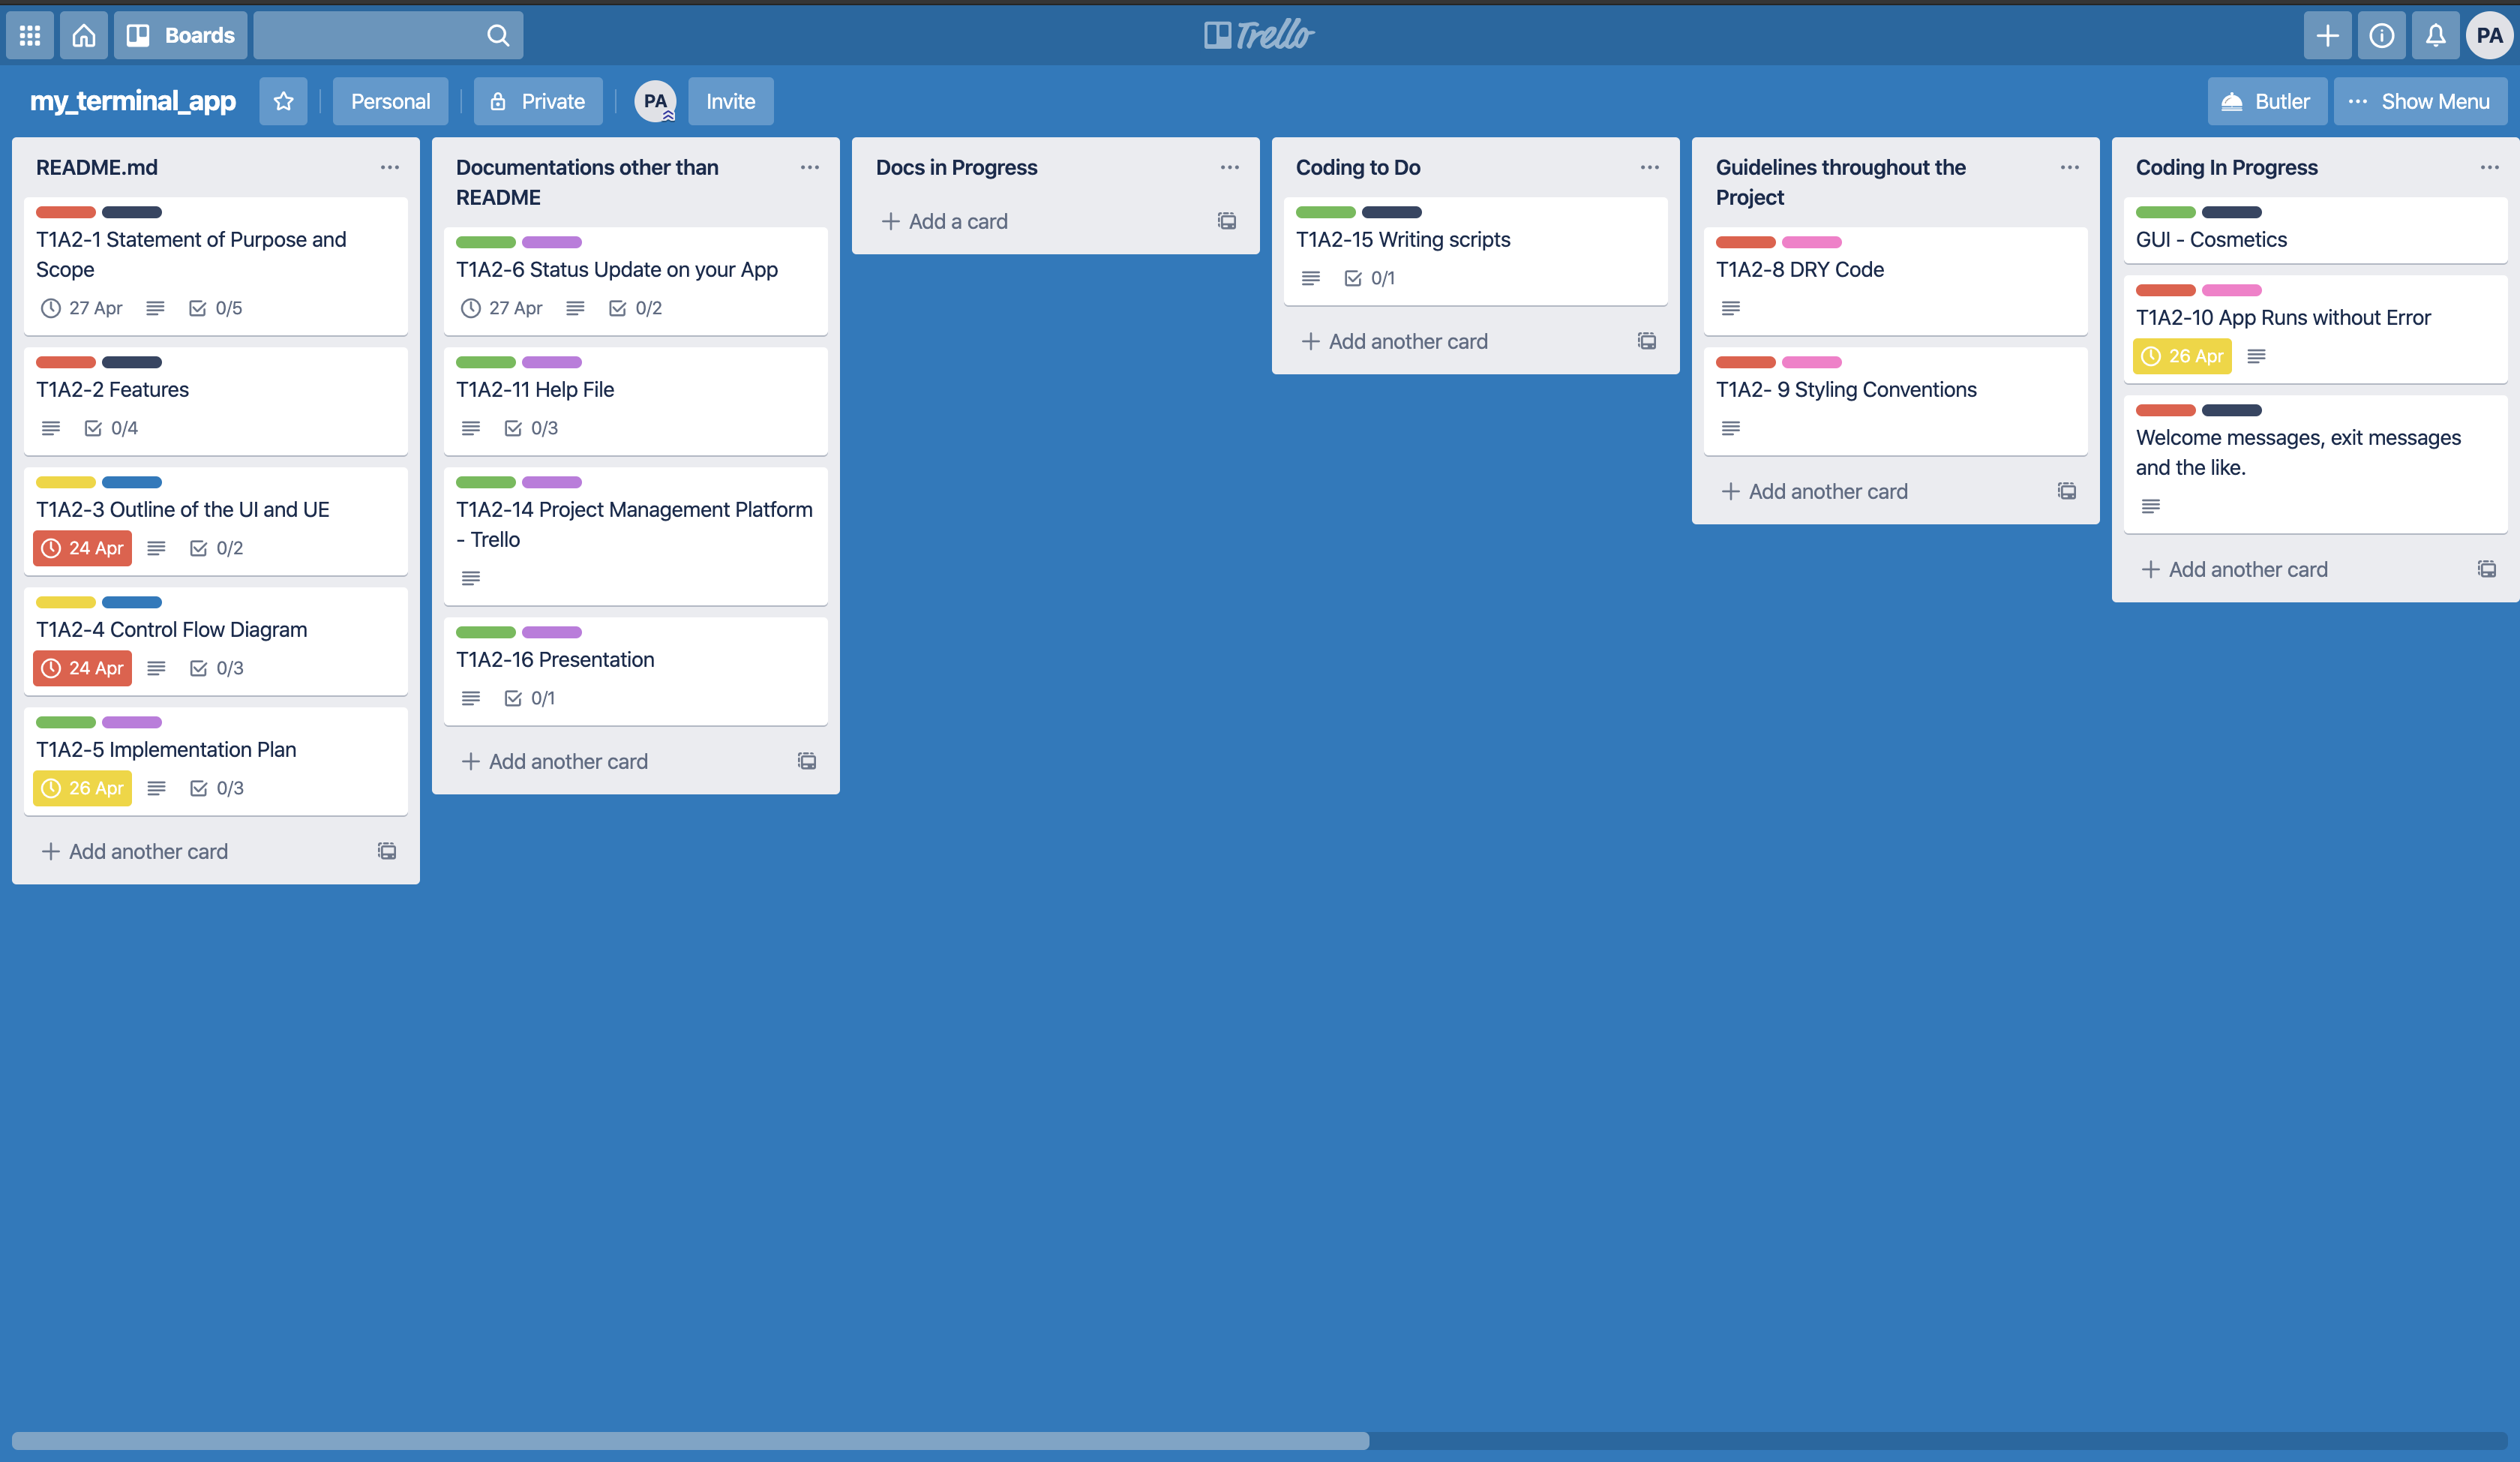 Boards
Trello
PA
my_terminal_app
Personal
Private
PA
Invite
Butler
Show Menu
README.md
T1A2-1 Statement of Purpose and
Scope
27 Apr
0/5
T1A2-2 Features
0/4
T1A2-3 Outline of the UI and UE
24 Apr
0/2
T1A2-4 Control Flow Diagram
24 Apr
0/3
T1A2-5 Implementation Plan
26 Apr
0/3
Add another card
Documentations other than
README
T1A2-6 Status Update on your App
27 Apr
0/2
T1A2-11 Help File
0/3
T1A2-14 Project Management Platform
- Trello
T1A2-16 Presentation
0/1
Add another card
Docs in Progress
Add a card
Coding to Do
T1A2-15 Writing scripts
0/1
Add another card
Guidelines throughout the
Project
T1A2-8 DRY Code
T1A2- 9 Styling Conventions
Add another card
Coding In Progress
GUI - Cosmetics
T1A2-10 App Runs without Error
26 Apr
Welcome messages, exit messages
and the like.
Add another card